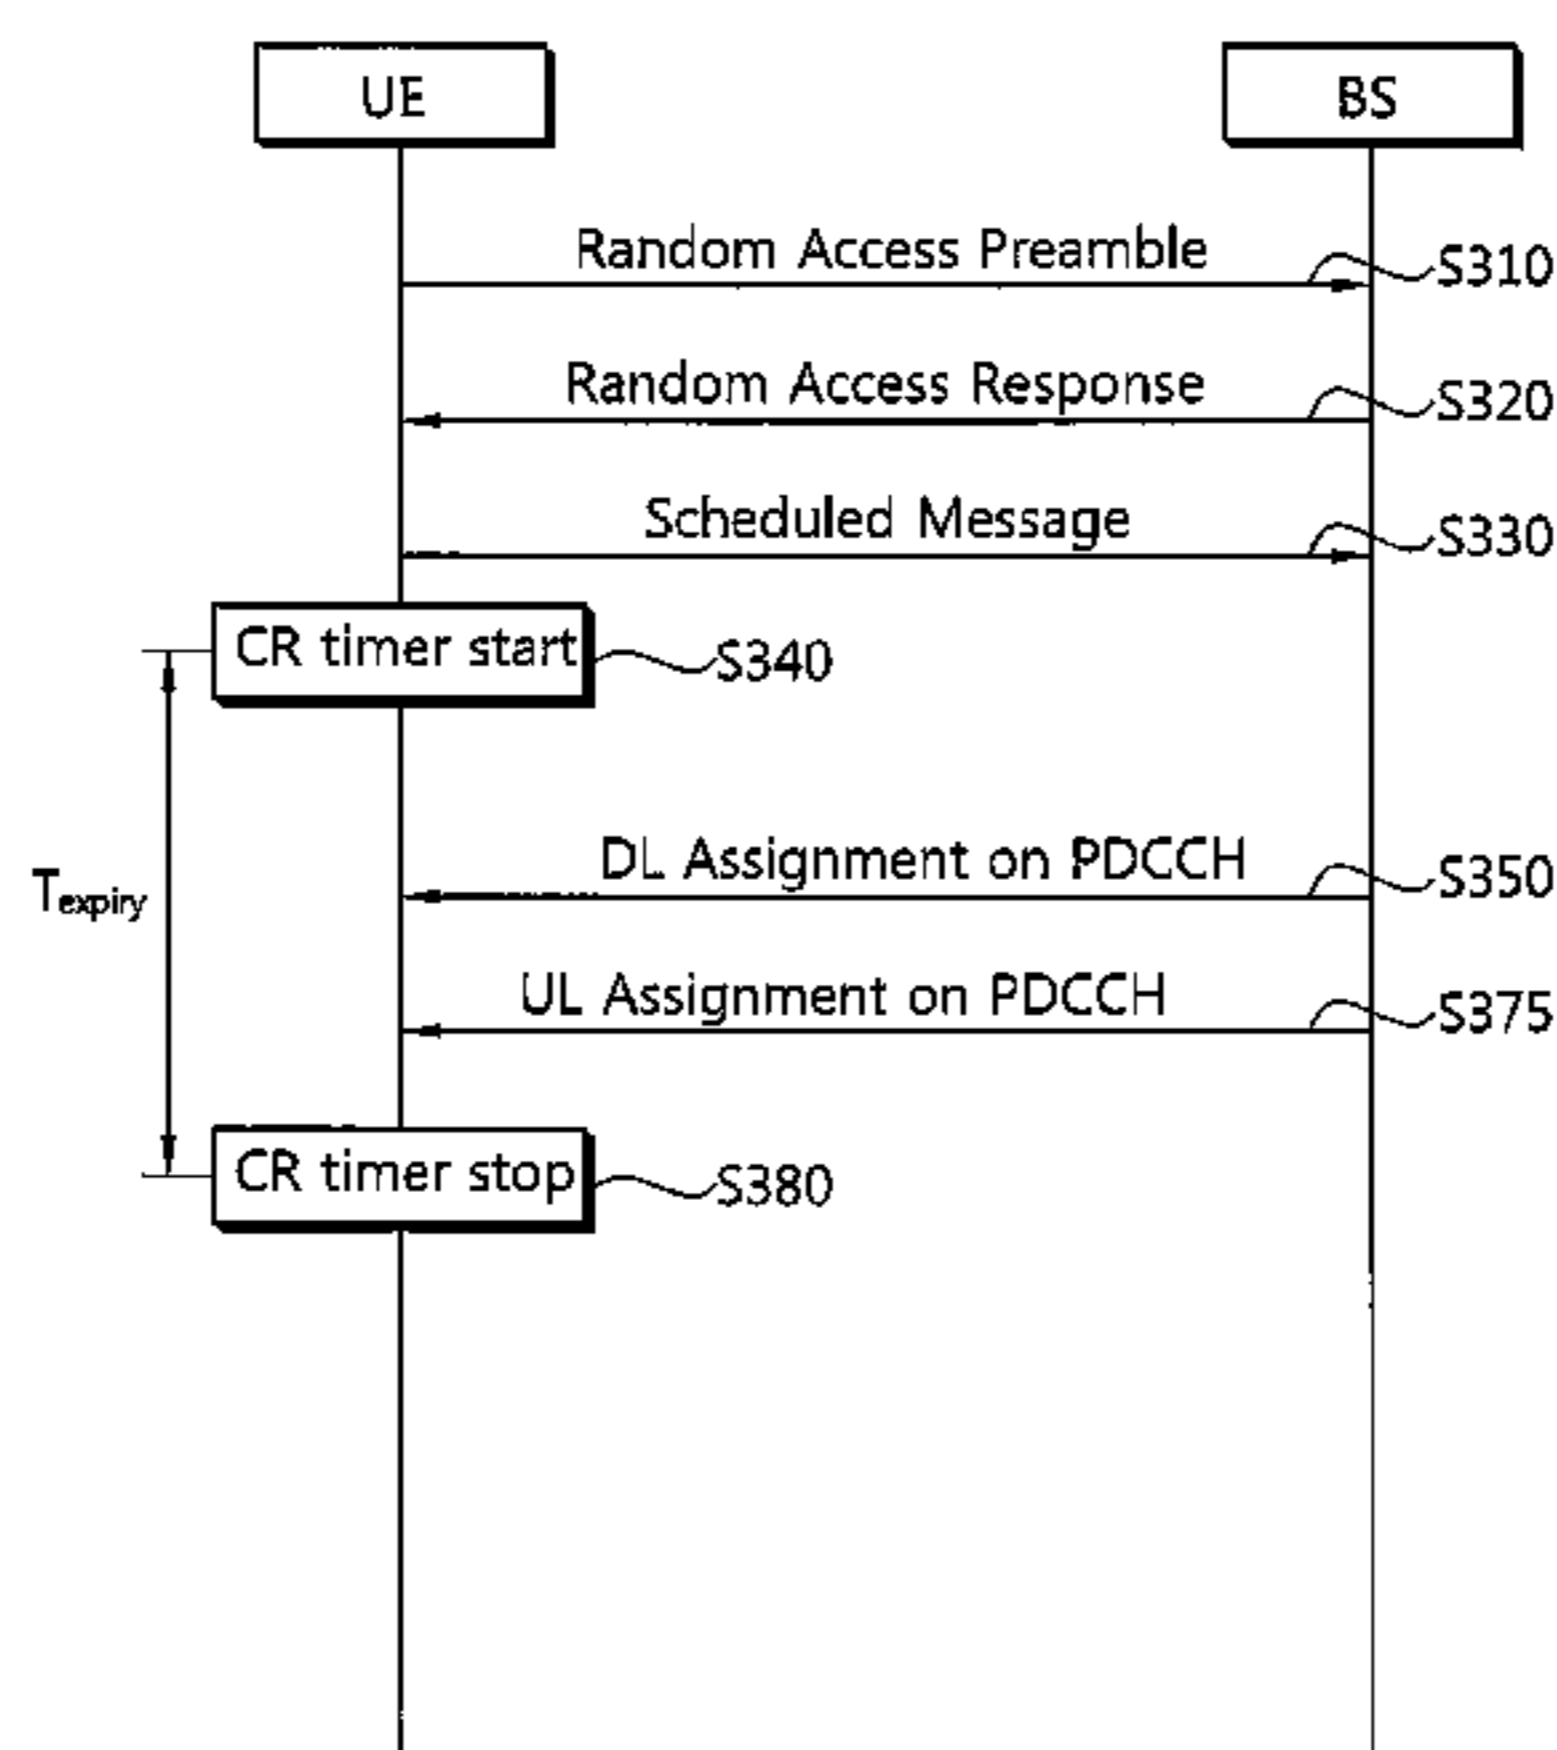 UE
BS
Random Access Preamble
S310
Random Access Response
S320
Scheduled Message
S330
CR timer start
S340
DL Assignment on PDCCH
S350
Texpiry
UL Assignment on PDCCH
S375
CR timer stop
S380